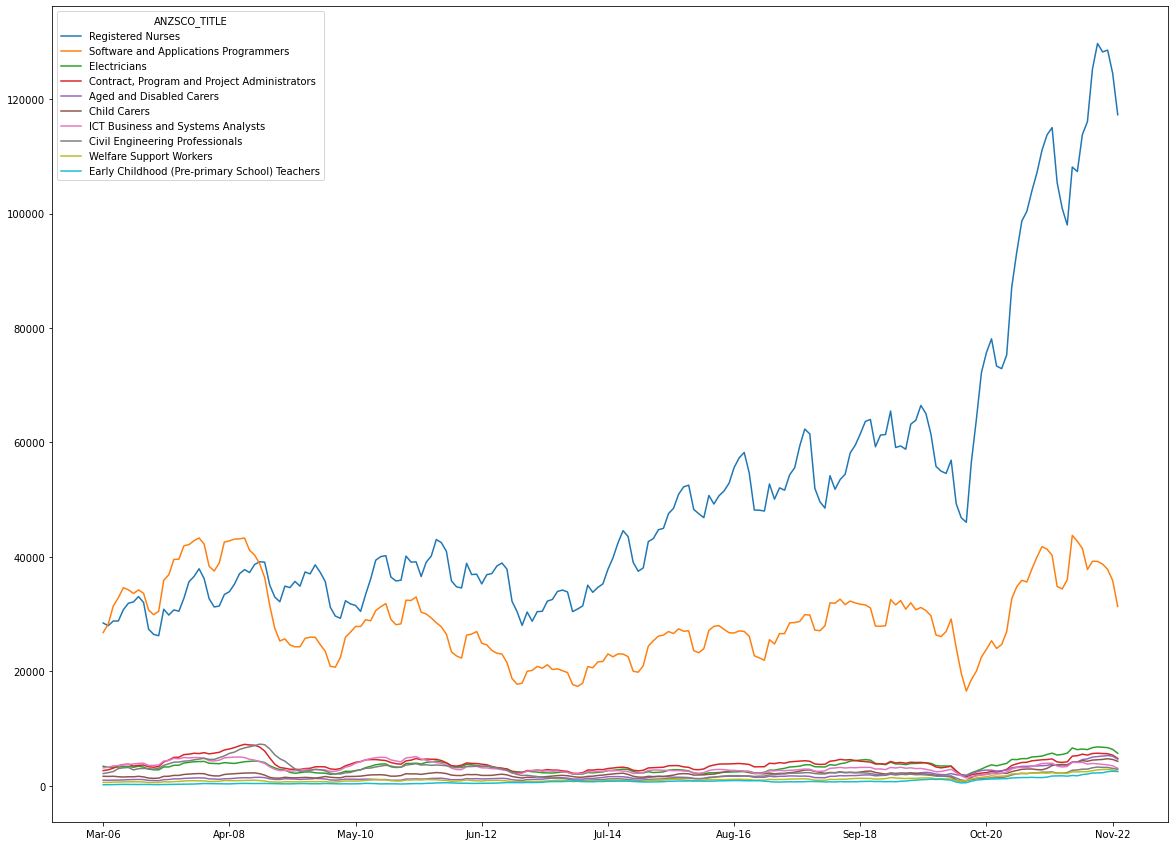 ANZSCO_TITLE
Registered Nurses
Software and Applications Programmers
Electricians
Contract, Program and Project Administrators
Aged and Disabled Carers
Child Carers
ICT Business and Systems Analysts
Civil Engineering Professionals
Welfare Support Workers
Early Childhood (Pre-primary School) Teachers
120000
100000
80000
60000
40000
20000
0
Mar-06 Apr-08 May-10 Jun-12 Jul-14 Aug-16 Sep-18 Oct-20 Nov-22